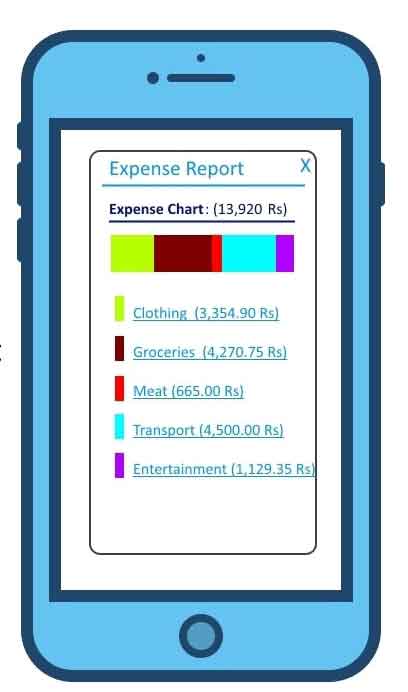 Expense Report X
Expense Chart: (13,920 Rs)
Clothing (3,354.90 Rs)
Groceries (4,270.75 Rs)
Meat (665.00 Rs)
Transport (4,500.00 Rs)
Entertainment (1,129.35 Rs)